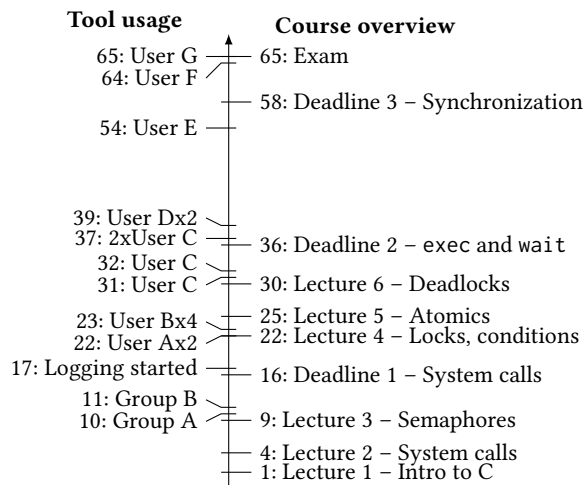 Tool usage
Course overview
65: User G
65: Exam
64: User F
58: Deadline 3 – Synchronization
54: User E
39: User Dx2
37: 2xUser C
36: Deadline 2 – exec and wait
32: User C
31: User C
30: Lecture 6 – Deadlocks
25: Lecture 5 – Atomics
23: User Bx4
22: Lecture 4 – Locks, conditions
22: User Ax2
17: Logging started
16: Deadline 1 – System calls
11: Group B
10: Group A
9: Lecture 3 – Semaphores
4: Lecture 2 – System calls
1: Lecture 1 – Intro to C